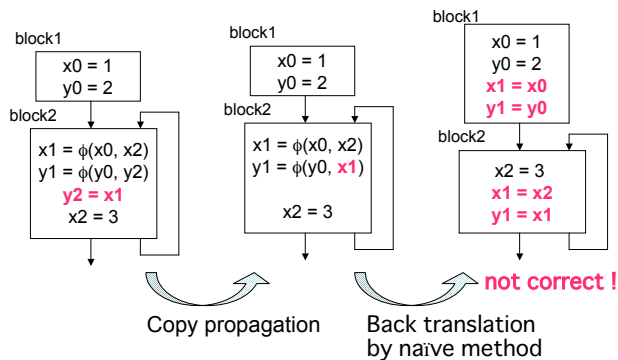 block1
x0 = 1
y0 = 2
block2
x1 = ϕ(x0, x2)
y1 = ϕ(y0, y2)
y2 = x1
x2 = 3
block1
x0 = 1
y0 = 2
block2
x1 = ϕ(x0, x2)
y1 = ϕ(y0, x1)
x2 = 3
block1
x0 = 1
y0 = 2
x1 = x0
y1 = y0
block2
x2 = 3
x1 = x2
y1 = x1
not correct !
Copy propagation
Back translation
by naïve method